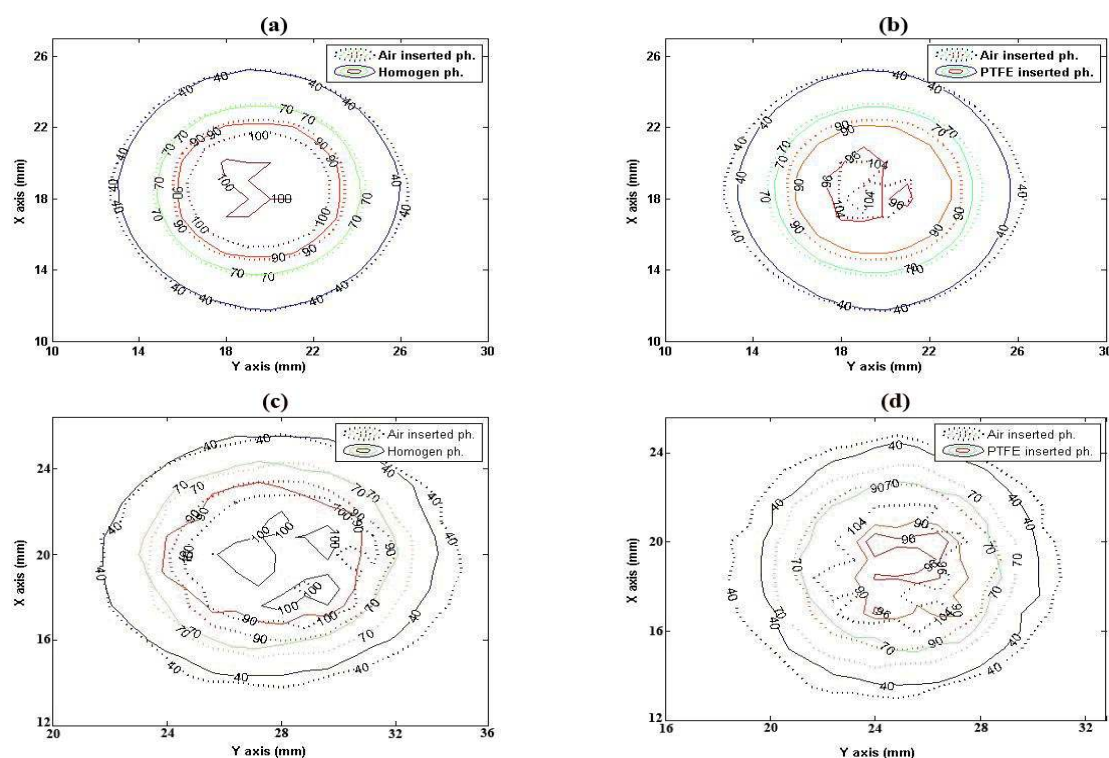 (a)
Air inserted ph.
Homogen ph.
X axis (mm)
26
22
18
14
10
10 14 18 22 26 30
Y axis (mm)
40 70 90 100
(b)
Air inserted ph.
PTFE inserted ph.
X axis (mm)
26
22
18
14
10
10 14 18 22 26 30
Y axis (mm)
40 70 90 96 104
(c)
Air inserted ph.
Homogen ph.
X axis (mm)
24
20
16
12
20 24 28 32 36
Y axis (mm)
40 70 90 100
(d)
Air inserted ph.
PTFE inserted ph.
X axis (mm)
24
20
16
12
16 20 24 28 32
Y axis (mm)
40 70 90 96 104